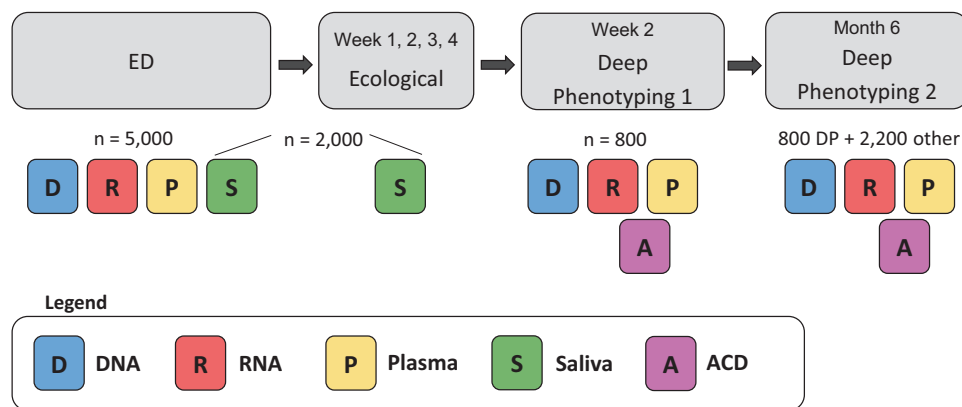 ED
Week 1, 2, 3, 4
Ecological
Week 2
Deep
Phenotyping 1
Month 6
Deep
Phenotyping 2
n = 5,000
n = 2,000
n = 800
800 DP + 2,200 other
D R P S
S
D R P
A
D R P
A
Legend
D DNA R RNA P Plasma S Saliva A ACD